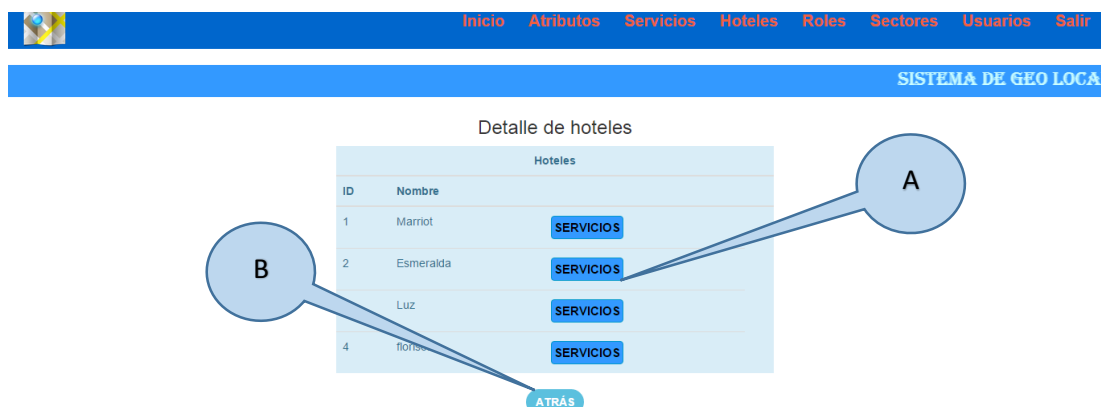 Inicio Atributos Servicios Hoteles Roles Sectores Usuarios Salir
SISTEMA DE GEO LOCA
Detalle de hoteles
Hoteles
ID Nombre
A
1 Marriot SERVICIOS
B
2 Esmeralda SERVICIOS
Luz SERVICIOS
4 SERVICIOS
ATRÁS